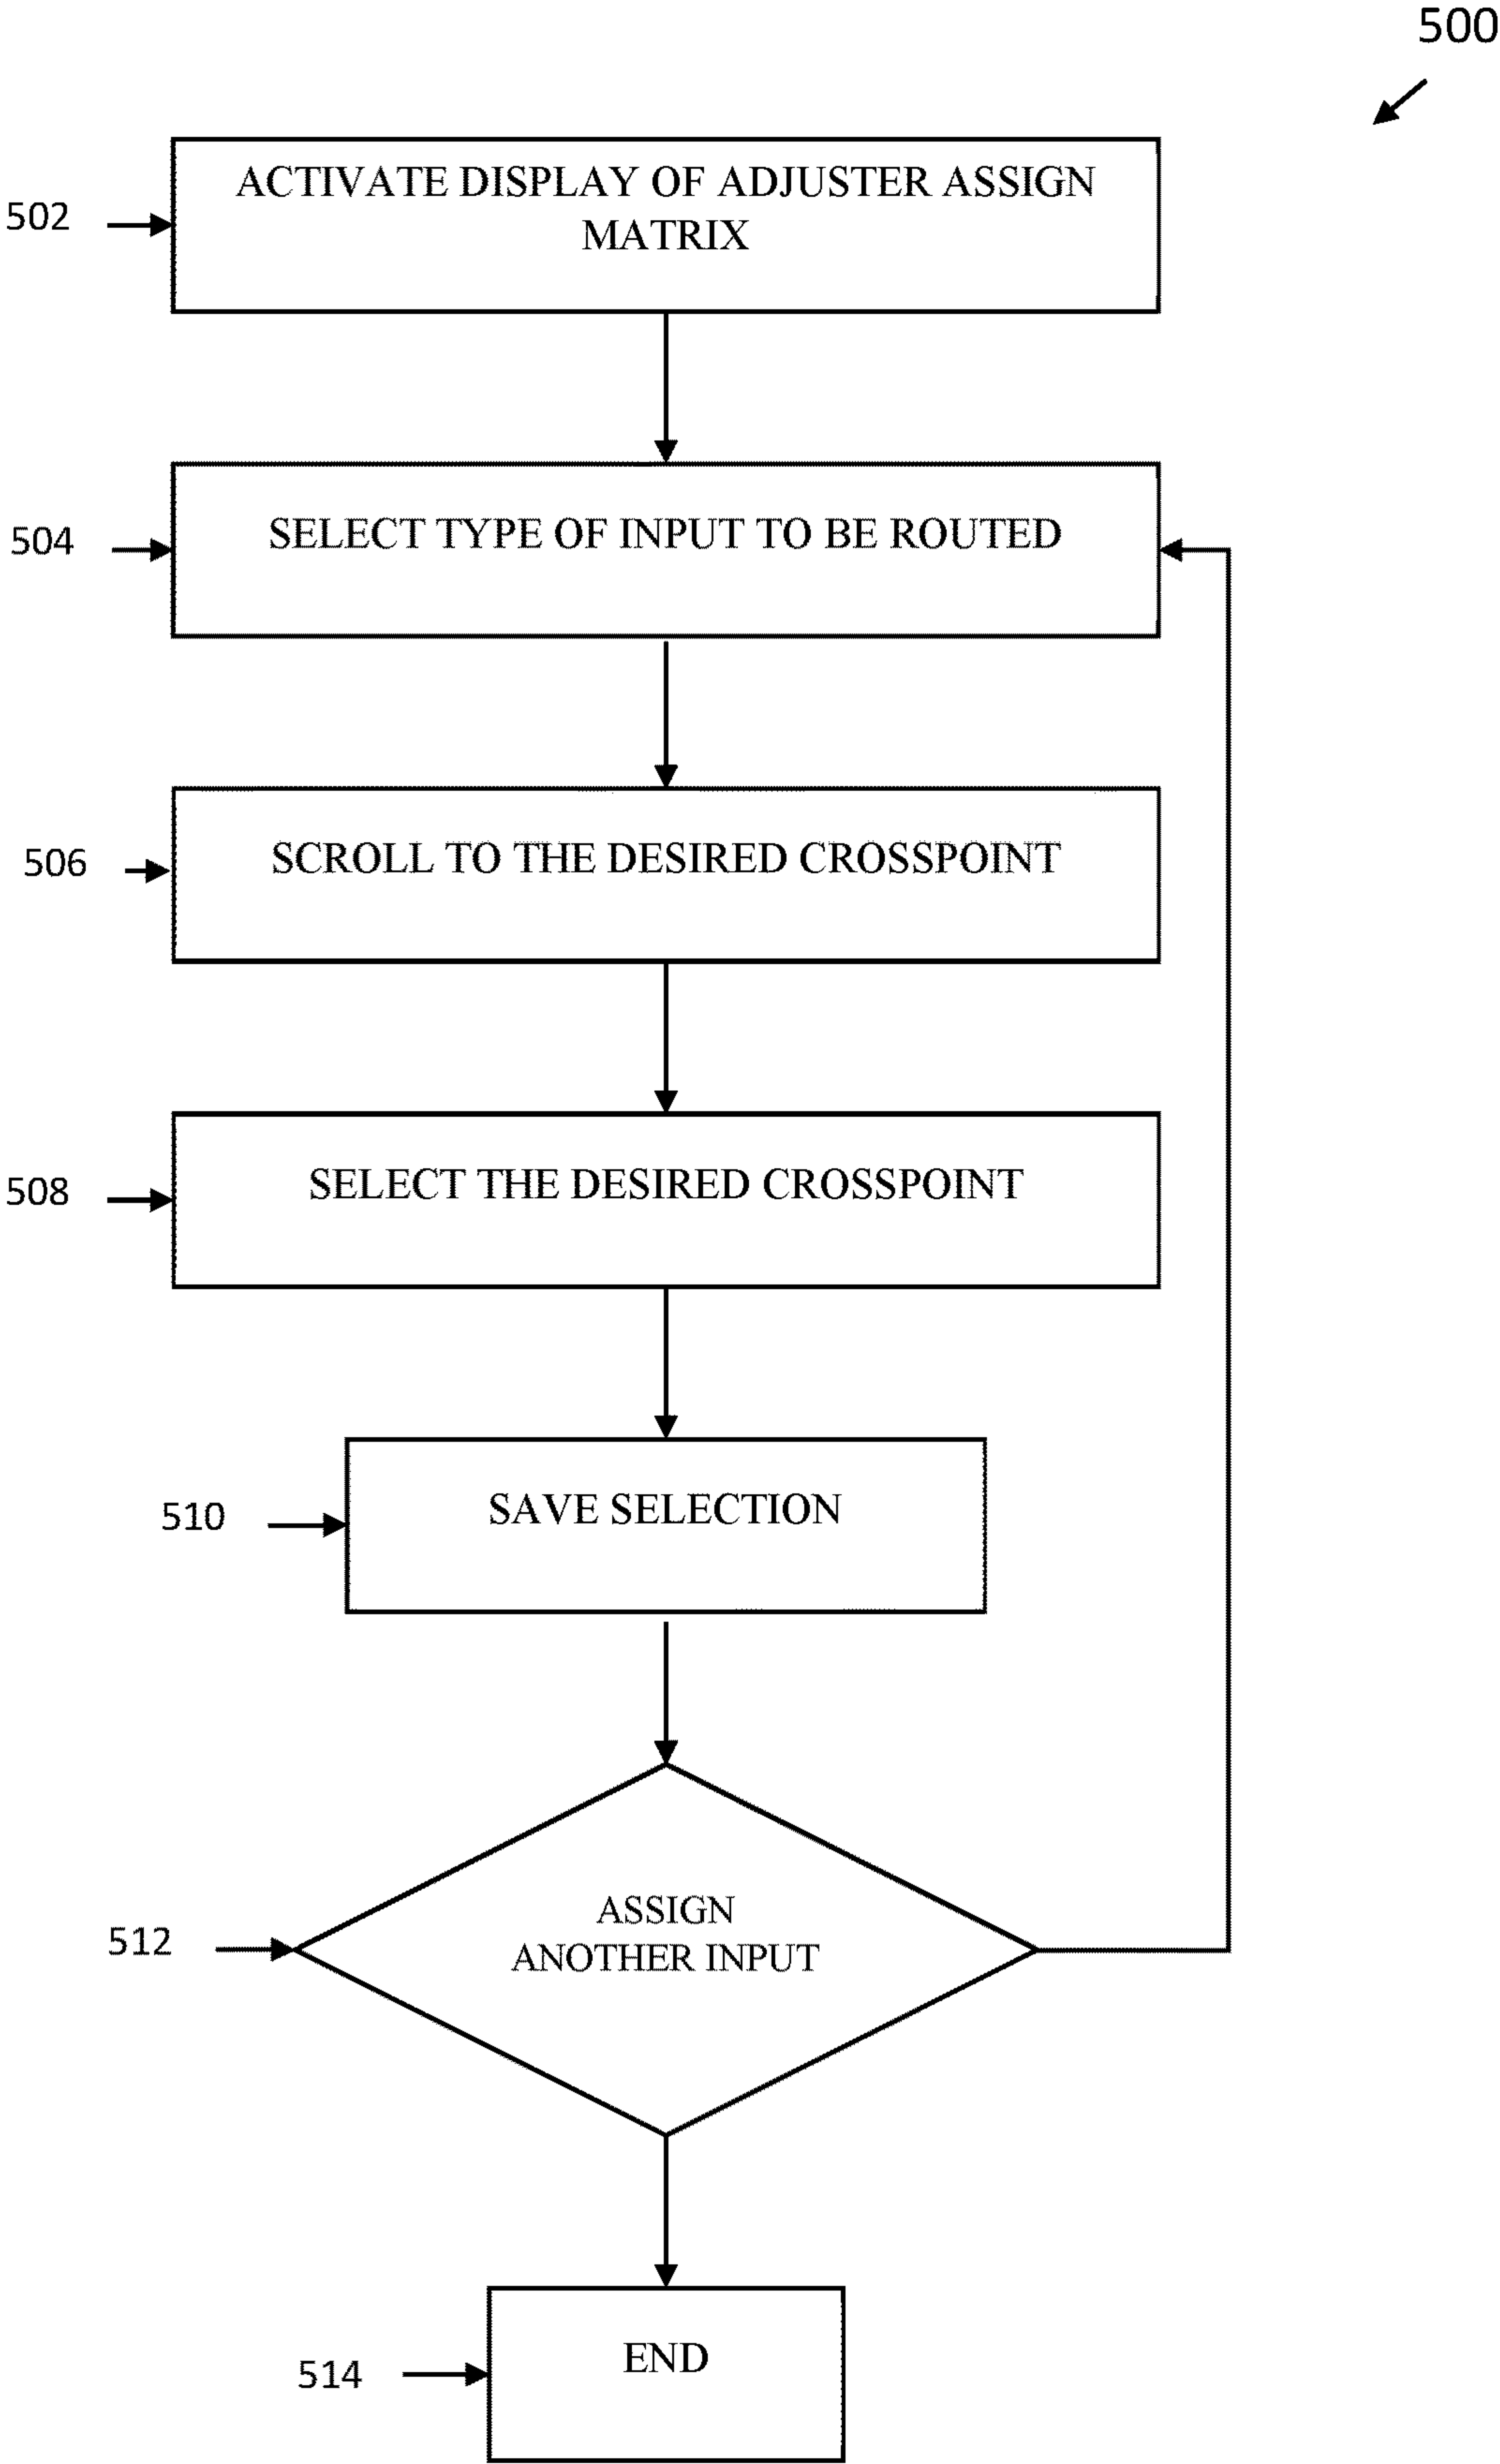 500
502
ACTIVATE DISPLAY OF ADJUSTER ASSIGN
MATRIX
504
SELECT TYPE OF INPUT TO BE ROUTED
506
SCROLL TO THE DESIRED CROSSPOINT
508
SELECT THE DESIRED CROSSPOINT
510
SAVE SELECTION
512
ASSIGN
ANOTHER INPUT
514
END